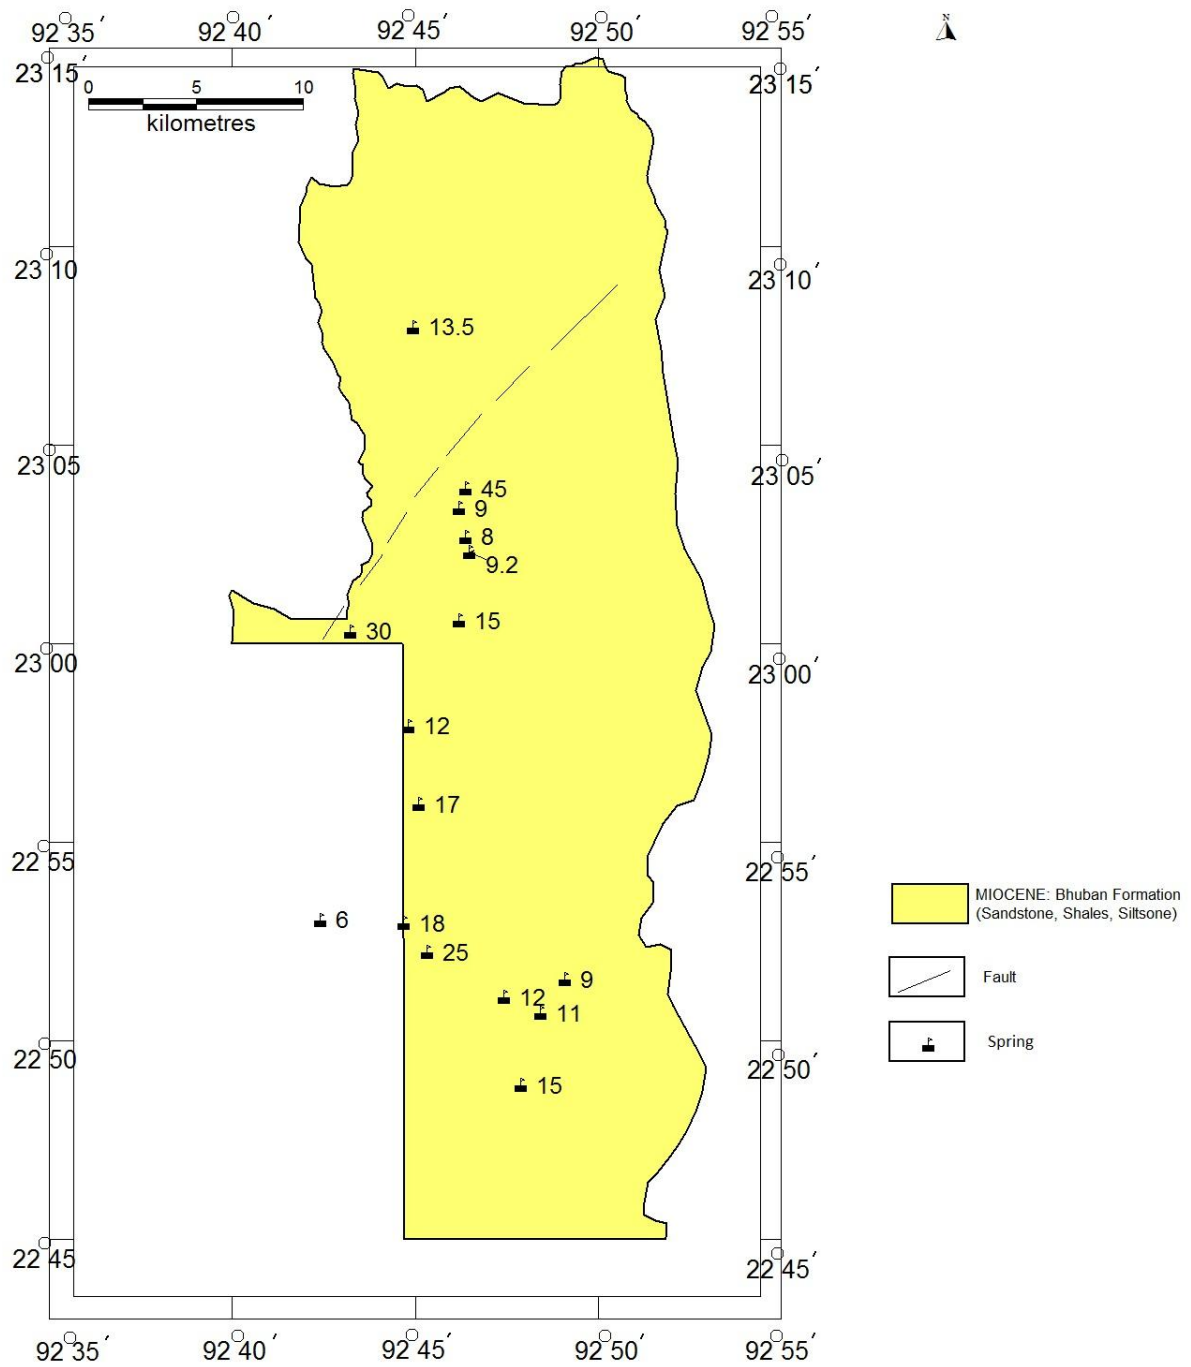 92°35′ 92°40′ 92°45′ 92°50′ 92°55′
N
23°15′ 23°15′
0 5 10
kilometres
23°10 23°10′
13.5
23°05 23°05′
45
9
8
9.2
15
30
23°00 23°00′
12
17
22°55 22°55′
MIOCENE: Bhuban Formation
(Sandstone, Shales, Siltsone)
6
18
25
Fault
9
12
11
Spring
22°50 22°50′
15
22°45 22°45′
92°35′ 92°40′ 92°45′ 92°50′ 92°55′